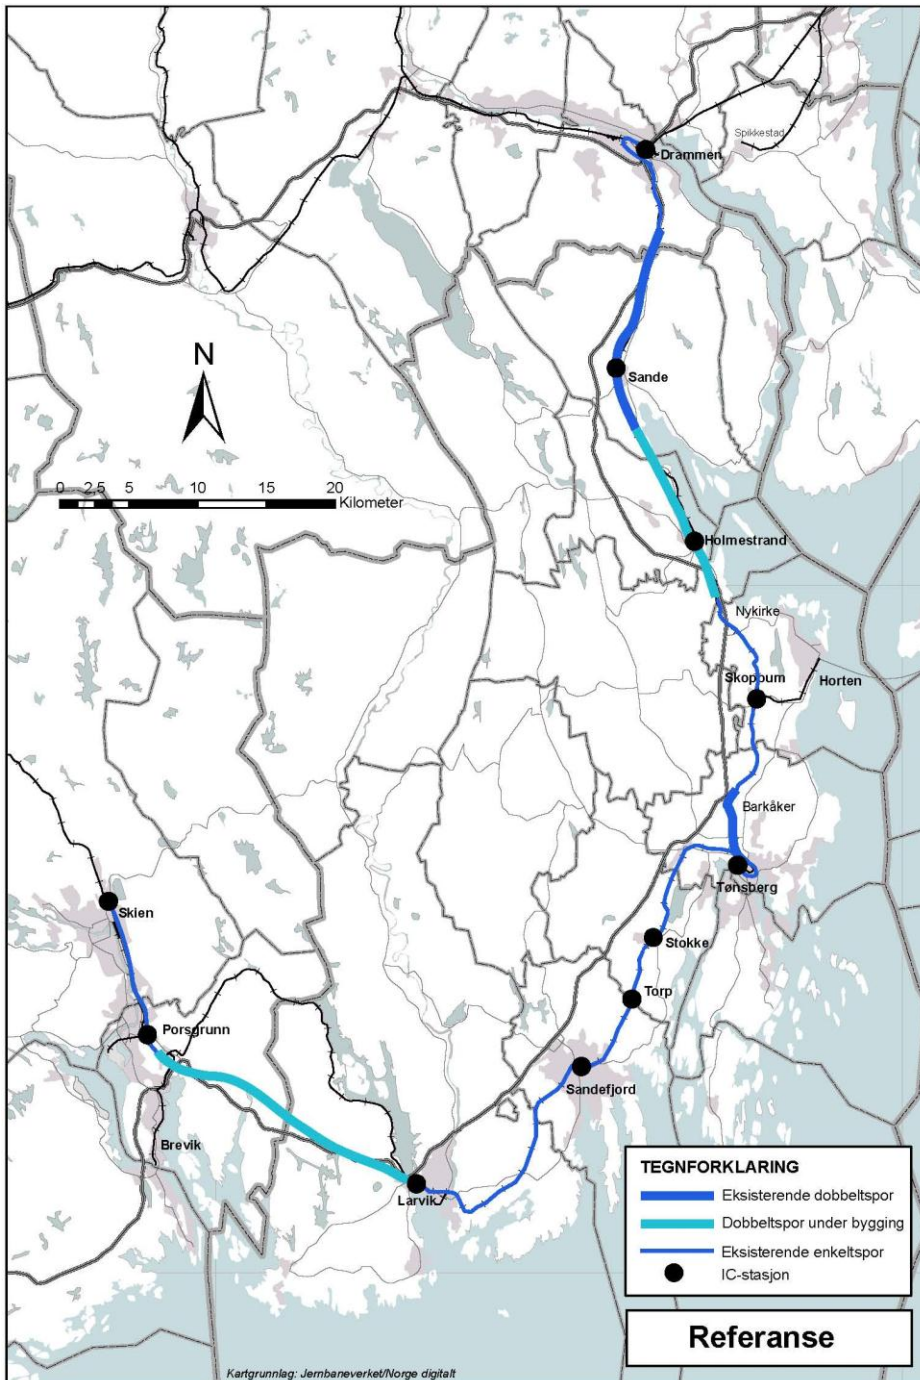 Spikkestad
Drammen
N
Sande
0 2,5 5 10 15 20
Kilometer
Holmestrand
Nykirke
Skoppum
Horten
Barkåker
Tønsberg
Skien
Stokke
Torp
Porsgrunn
Sandefjord
Brevik
Larvik
TEGNFORKLARING
Eksisterende dobbeltspor
Dobbeltspor under bygging
Eksisterende enkeltspor
IC-stasjon
Referanse
Kartgrunnlag: Jernbaneverket/Norge digitalt